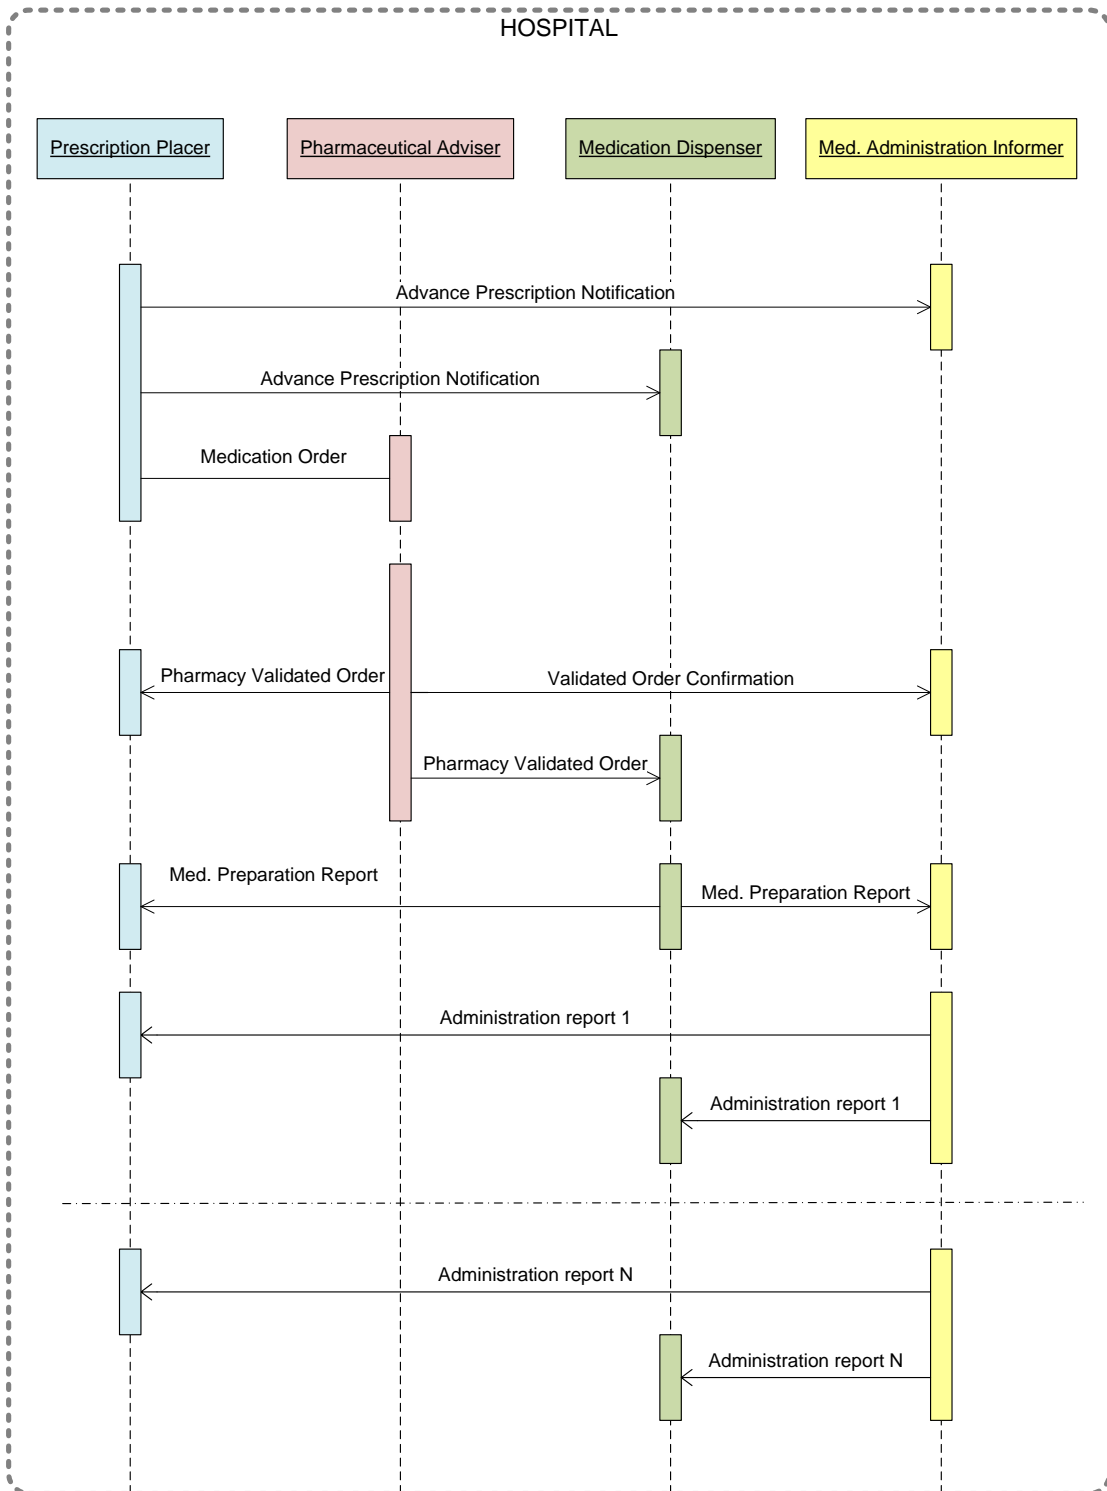 HOSPITAL
Prescription Placer
Pharmaceutical Adviser
Medication Dispenser
Med. Administration Informer
Advance Prescription Notification
Advance Prescription Notification
Medication Order
Pharmacy Validated Order
Validated Order Confirmation
Pharmacy Validated Order
Med. Preparation Report
Med. Preparation Report
Administration report 1
Administration report 1
Administration report N
Administration report N